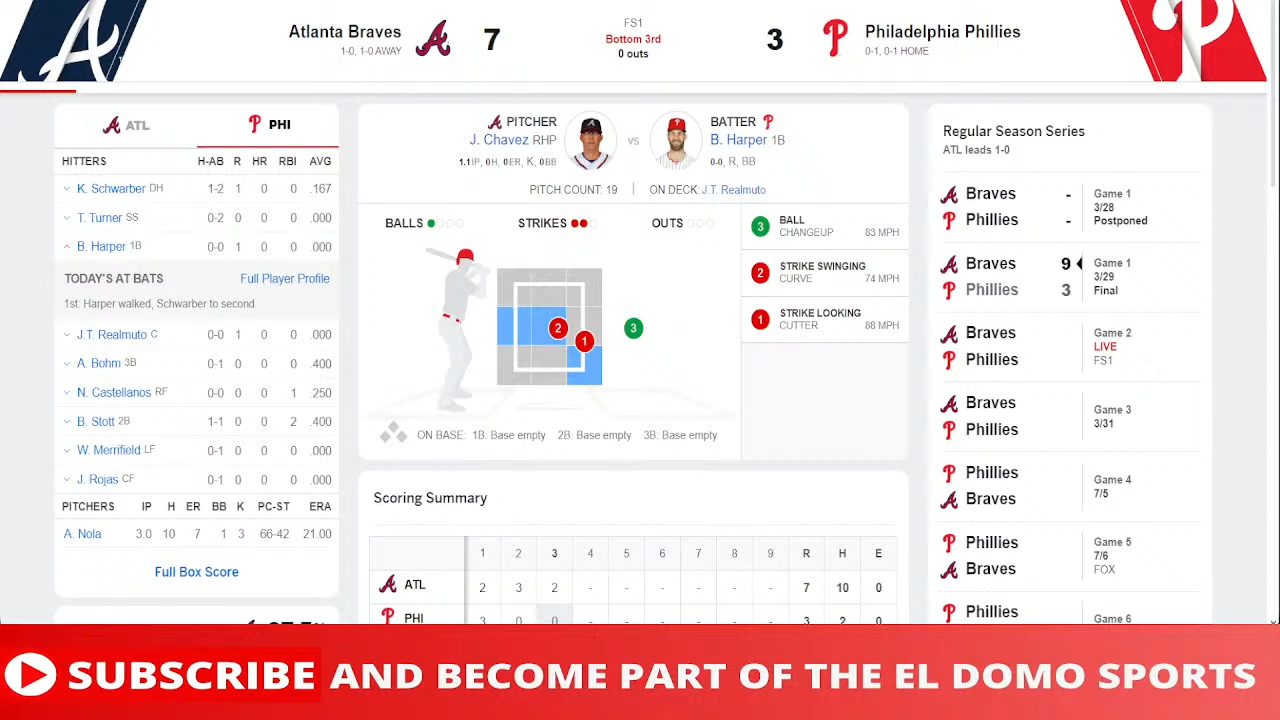 Atlanta Braves
1-0, 1-0 AWAY
7
FS1
Bottom 3rd
0 outs
3
Philadelphia Phillies
0-1, 0-1 HOME
ATL
PHI
HITTERS H-AB R HR RBI AVG
K. Schwarber DH 1-2 1 0 0 .167
T. Turner SS 0-2 0 0 0 .000
B. Harper 1B 0-0 1 0 0 .000
TODAY'S AT BATS Full Player Profile
1st: Harper walked, Schwarber to second
J.T. Realmuto C 0-0 1 0 0 .000
A. Bohm 3B 0-1 0 0 0 .400
N. Castellanos RF 0-0 0 0 1 .250
B. Stott 2B 1-1 0 0 2 .400
W. Merrifield LF 0-1 0 0 0 .000
J. Rojas CF 0-1 0 0 0 .000
PITCHERS IP H ER BB K PC-ST ERA
A. Nola 3.0 10 7 1 3 66-42 21.00
Full Box Score
PITCHER
J. Chavez RHP
1.1 IP, 0H, 0ER, K, 0BB
VS
BATTER
B. Harper 1B
0-0, R, BB
PITCH COUNT: 19
ON DECK: J.T. Realmuto
BALLS STRIKES OUTS
2
1
3
3 BALL
CHANGEUP 83 MPH
2 STRIKE SWINGING
CURVE 74 MPH
1 STRIKE LOOKING
CUTTER 88 MPH
ON BASE: 1B: Base empty 2B: Base empty 3B: Base empty
Scoring Summary
1 2 3 4 5 6 7 8 9 R H E
ATL 2 3 2 - - - - - - 7 10 0
PHI 3 0 0 - - - - - - 3 2 0
Regular Season Series
ATL leads 1-0
Braves - Game 1
3/28
Phillies - Postponed
Braves 9 Game 1
3/29
Phillies 3 Final
Braves Game 2
LIVE
Phillies FS1
Braves Game 3
Phillies 3/31
Phillies Game 4
Braves 7/5
Phillies Game 5
7/6
Braves FOX
Phillies Game 6
SUBSCRIBE AND BECOME PART OF THE EL DOMO SPORTS